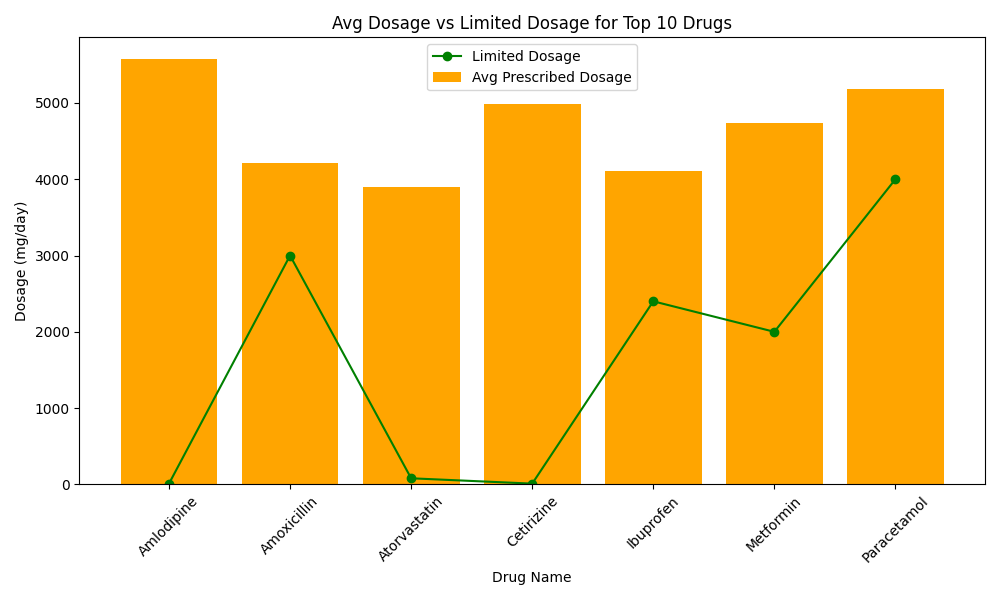 Avg Dosage vs Limited Dosage for Top 10 Drugs
Limited Dosage
Avg Prescribed Dosage
Dosage (mg/day)
5000
4000
3000
2000
1000
0
Amlodipine
Amoxicillin
Atorvastatin
Cetirizine
Ibuprofen
Metformin
Paracetamol
Drug Name